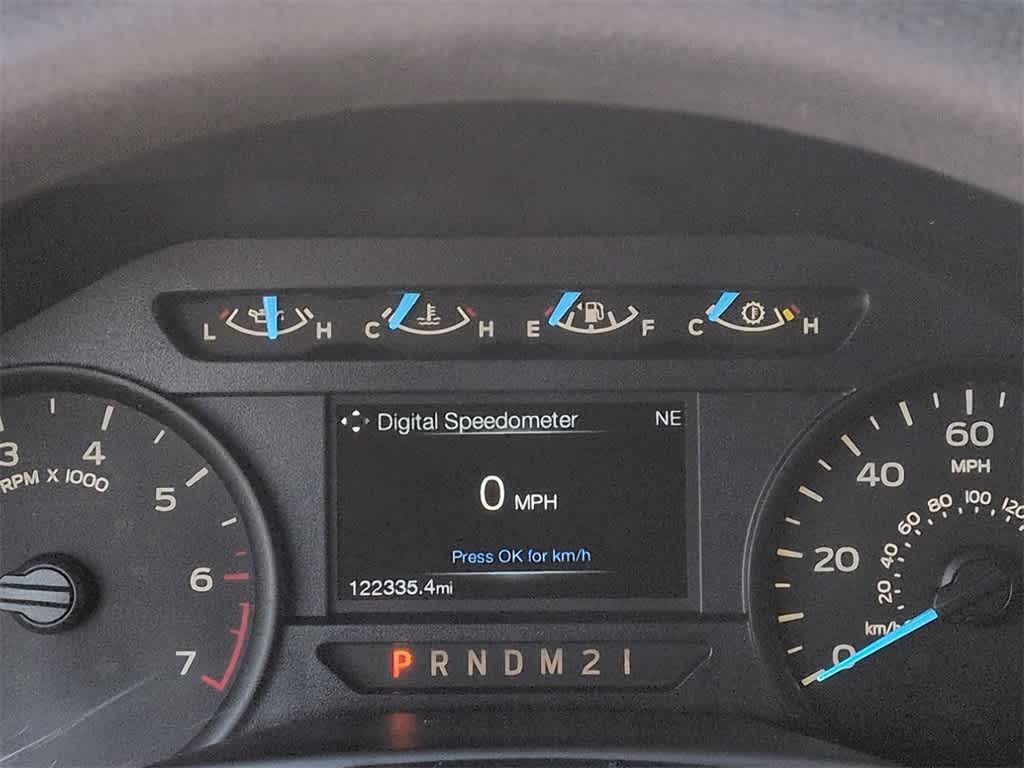 L H C H E F C H
Digital Speedometer NE
0 MPH
Press OK for km/h
122335.4mi
P R N D M 2 1
3 4 5 6 7
RPM X 1000
0 20 40 60
MPH
20 40 60 80 100 120
km/h